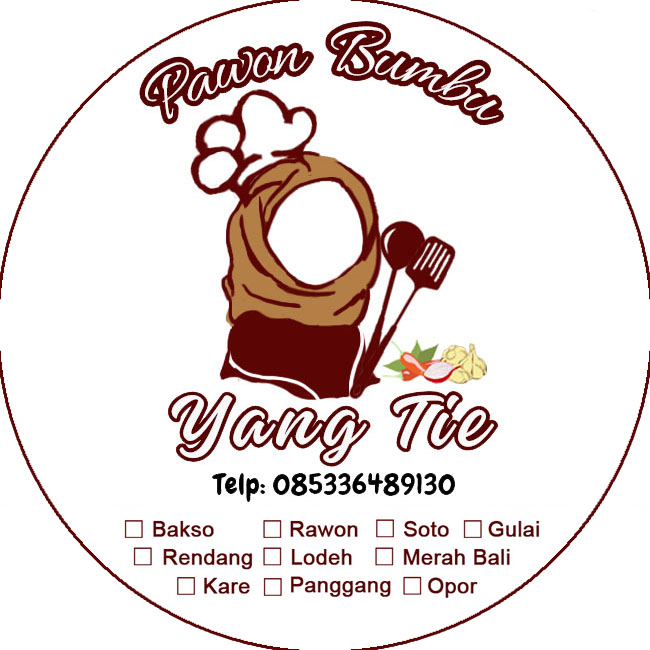 Pawon Bumbu
Yang Tie
Telp: 085336489130
Bakso Rawon Soto Gulai
Rendang Lodeh Merah Bali
Kare Panggang Opor